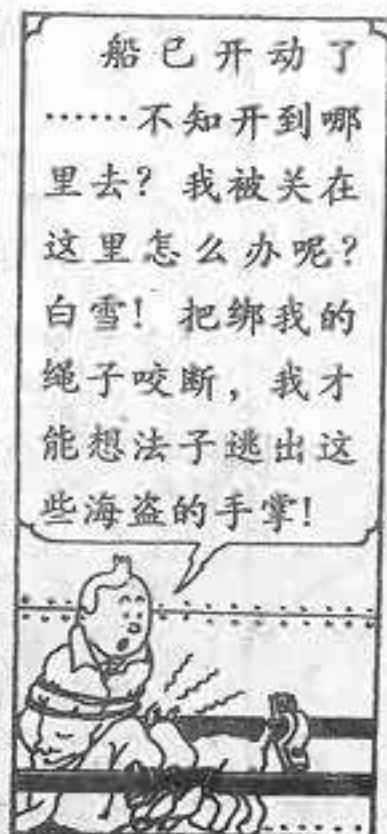 船已开动了
……不知开到哪
里去？我被关在
这里怎么办呢？
白雪！把绑我的
绳子咬断，我才
能想法子逃出这
些海盗的手掌！